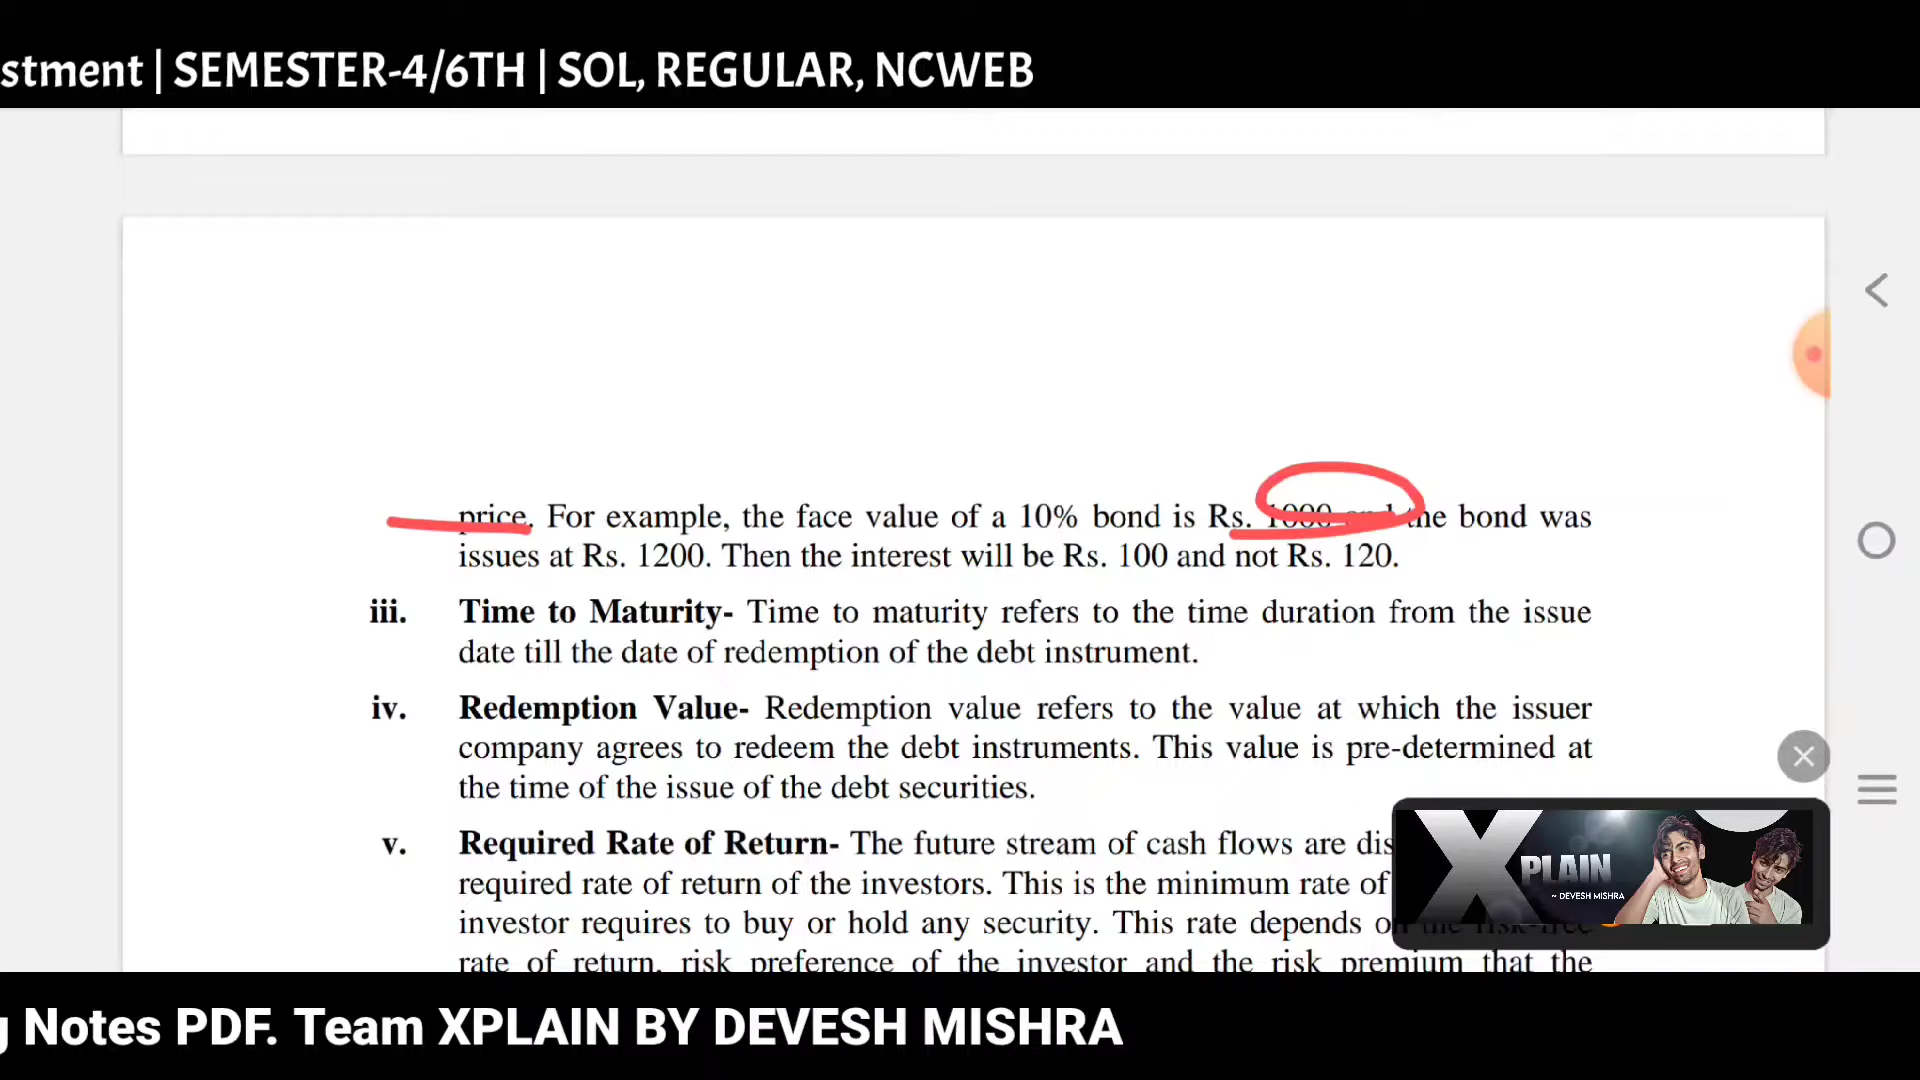 stment | SEMESTER-4/6TH | SOL, REGULAR, NCWEB
price. For example, the face value of a 10% bond is Rs. 1000 and the bond was
issues at Rs. 1200. Then the interest will be Rs. 100 and not Rs. 120.
iii. Time to Maturity- Time to maturity refers to the time duration from the issue
date till the date of redemption of the debt instrument.
iv. Redemption Value- Redemption value refers to the value at which the issuer
company agrees to redeem the debt instruments. This value is pre-determined at
the time of the issue of the debt securities.
v. Required Rate of Return- The future stream of cash flows are dis
required rate of return of the investors. This is the minimum rate of
investor requires to buy or hold any security. This rate depends on the risk-free
rate of return, risk preference of the investor and the risk premium that the
XPLAIN
~ DEVESH MISHRA
g Notes PDF. Team XPLAIN BY DEVESH MISHRA